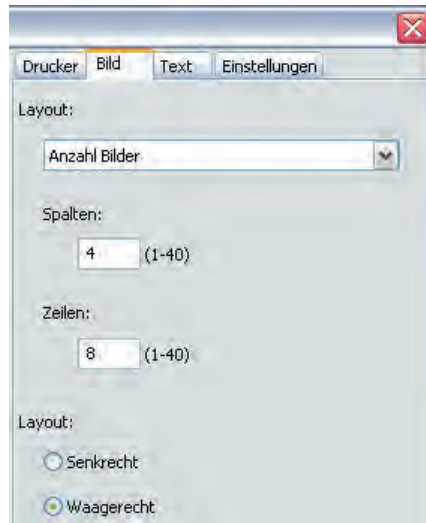 Drucker Bild Text Einstellungen
Layout:
Anzahl Bilder
Spalten:
4 (1-40)
Zeilen:
8 (1-40)
Layout:
Senkrecht
Waagerecht